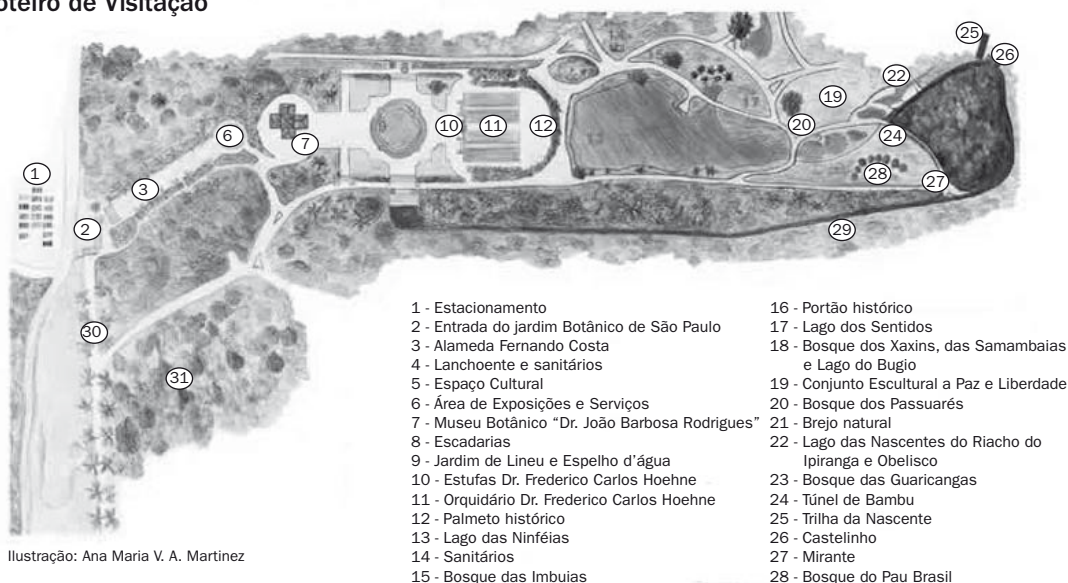 oteiro de Visitação
25
26
22
19
1
6
7
10
11
12
20
24
3
28
27
2
29
30
31
1 - Estacionamento
2 - Entrada do jardim Botânico de São Paulo
3 - Alameda Fernando Costa
4 - Lanchoente e sanitários
5 - Espaço Cultural
6 - Área de Exposições e Serviços
7 - Museu Botânico “Dr. João Barbosa Rodrigues”
8 - Escadarias
9 - Jardim de Lineu e Espelho d’água
10 - Estufas Dr. Frederico Carlos Hoehne
11 - Orquidário Dr. Frederico Carlos Hoehne
12 - Palmeto histórico
13 - Lago das Ninféias
14 - Sanitários
15 - Bosque das Imbuias
16 - Portão histórico
17 - Lago dos Sentidos
18 - Bosque dos Xaxins, das Samambaias
e Lago do Bugio
19 - Conjunto Escultural a Paz e Liberdade
20 - Bosque dos Passuarés
21 - Brejo natural
22 - Lago das Nascentes do Riacho do
Ipiranga e Obelisco
23 - Bosque das Guaricangas
24 - Túnel de Bambu
25 - Trilha da Nascente
26 - Castelinho
27 - Mirante
28 - Bosque do Pau Brasil
Ilustração: Ana Maria V. A. Martinez